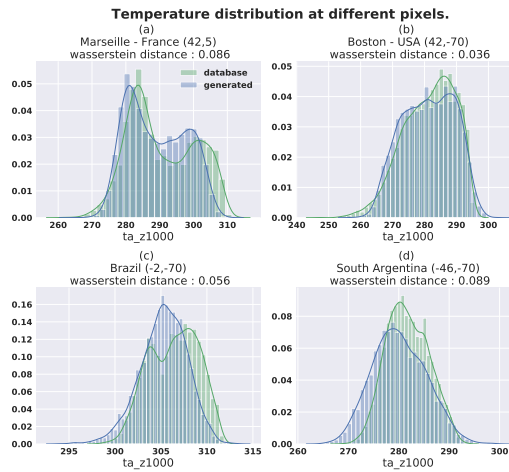 Temperature distribution at different pixels.
(a)
Marseille - France (42,5)
wasserstein distance : 0.086
database
generated
0.05
0.04
0.03
0.02
0.01
0.00
260 270 280 290 300 310
ta_z1000
(b)
Boston - USA (42,-70)
wasserstein distance : 0.036
0.05
0.04
0.03
0.02
0.01
0.00
240 250 260 270 280 290 300
ta_z1000
(c)
Brazil (-2,-70)
wasserstein distance : 0.056
0.16
0.14
0.12
0.10
0.08
0.06
0.04
0.02
0.00
295 300 305 310 315
ta_z1000
(d)
South Argentina (-46,-70)
wasserstein distance : 0.089
0.08
0.06
0.04
0.02
0.00
260 270 280 290 300
ta_z1000